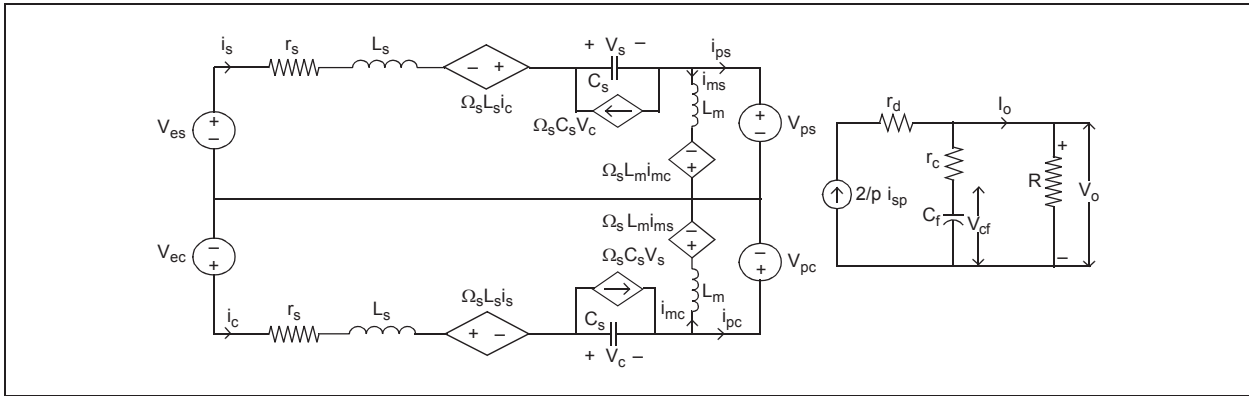 i_s r_s L_s + V_s – i_ps
– +
C_s i_ms
L_m
Ω_sL_si_c
Ω_sC_sV_c
V_es + – + – V_ps
Ω_sL_mi_mc – +
Ω_sL_mi_ms – +
V_ec – + – + V_pc
Ω_sC_sV_s
L_m
i_c r_s L_s Ω_sL_si_s C_s i_mc i_pc
+ –
+ V_c –
r_d I_o
r_c + R V_o
2/p i_sp
C_f V_cf
–